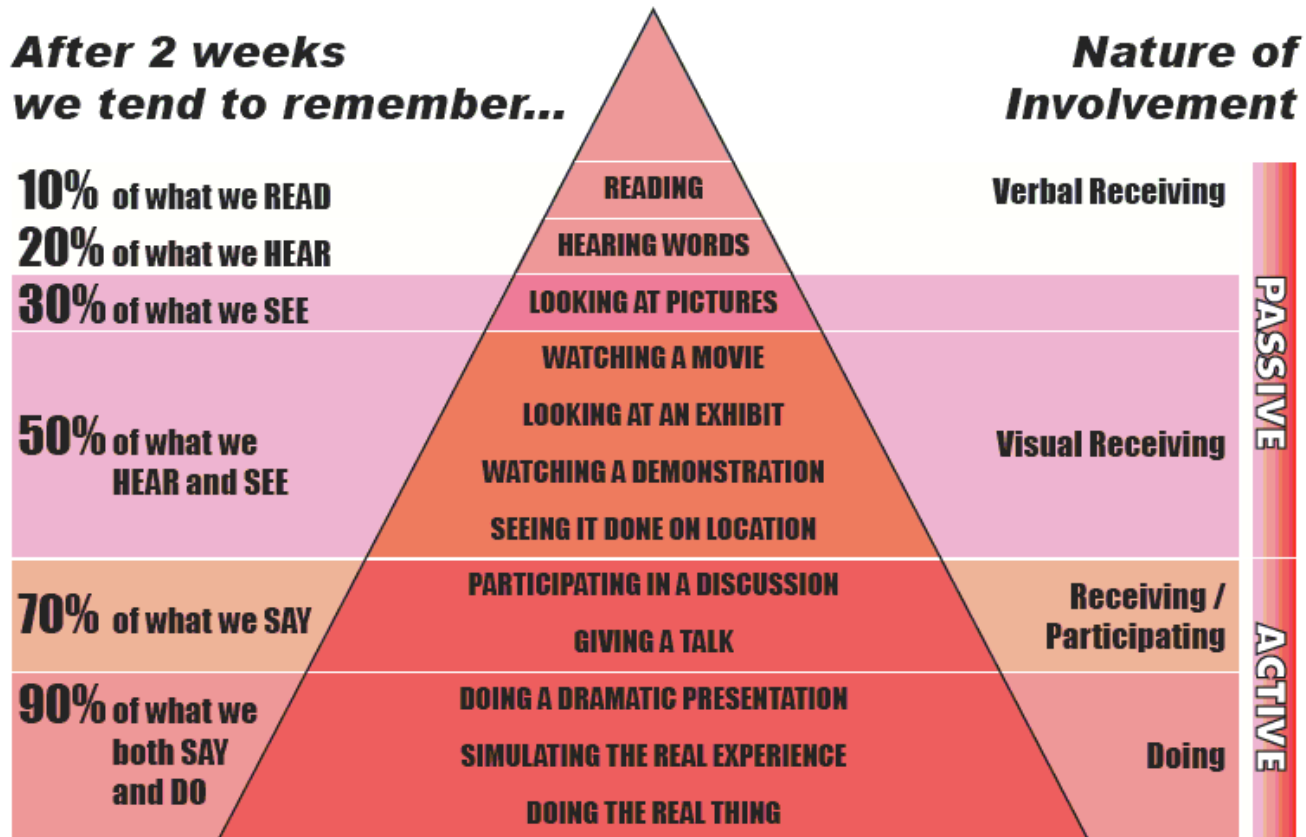 After 2 weeks
we tend to remember...
Nature of
Involvement
10% of what we READ
READING
Verbal Receiving
20% of what we HEAR
HEARING WORDS
30% of what we SEE
LOOKING AT PICTURES
50% of what we
HEAR and SEE
WATCHING A MOVIE
LOOKING AT AN EXHIBIT
WATCHING A DEMONSTRATION
SEEING IT DONE ON LOCATION
Visual Receiving
PASSIVE
70% of what we SAY
PARTICIPATING IN A DISCUSSION
GIVING A TALK
Receiving /
Participating
90% of what we
both SAY
and DO
DOING A DRAMATIC PRESENTATION
SIMULATING THE REAL EXPERIENCE
DOING THE REAL THING
Doing
ACTIVE